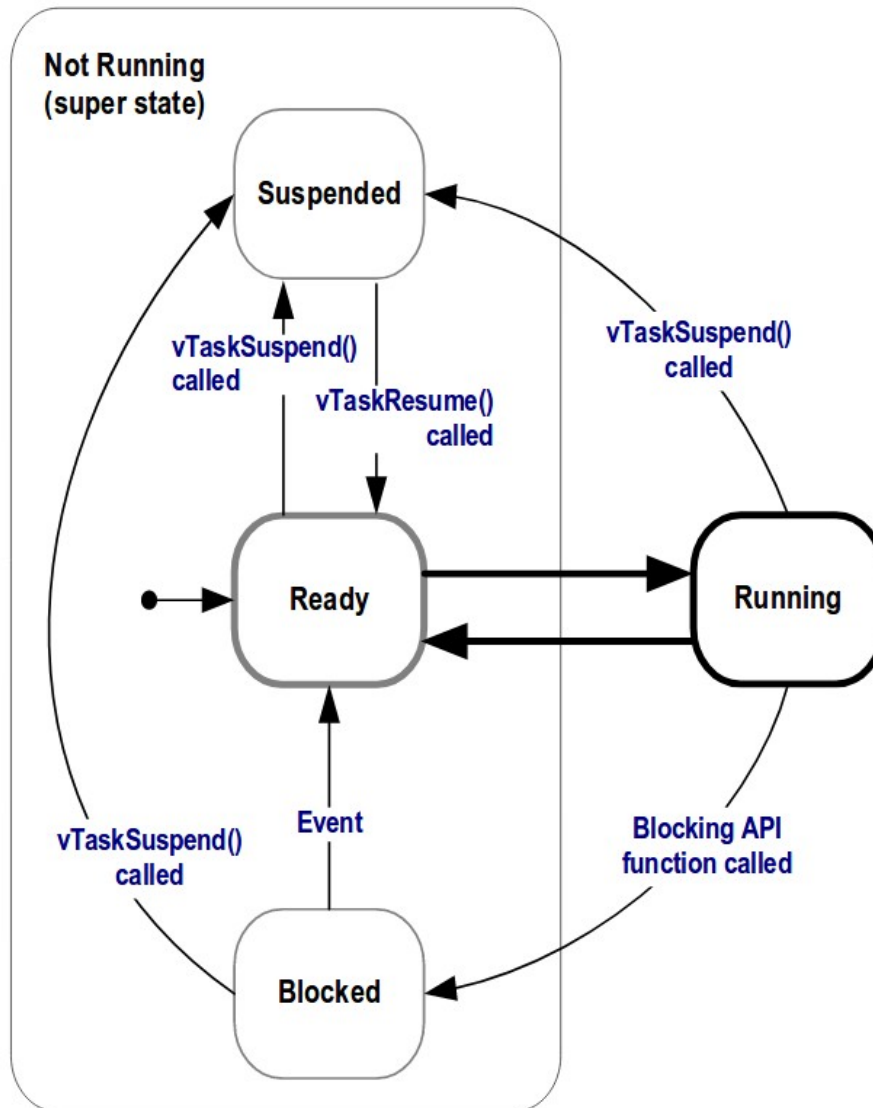 Not Running
(super state)
Suspended
vTaskSuspend()
called
vTaskResume()
called
vTaskSuspend()
called
Ready
Running
Event
vTaskSuspend()
called
Blocking API
function called
Blocked